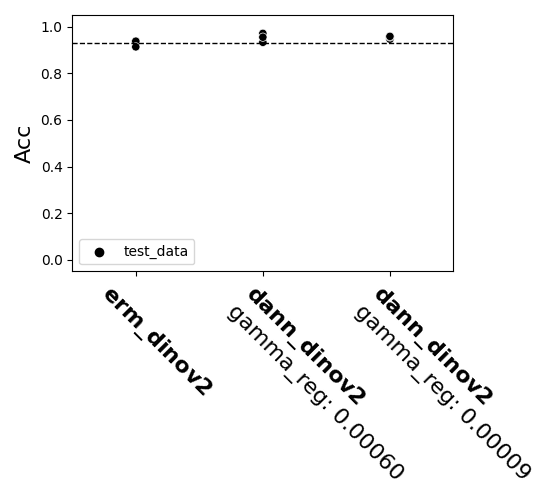 1.0
0.8
0.6
0.4
0.2
0.0
Acc
test_data
erm_dinov2
dann_dinov2
gamma_reg: 0.00060
dann_dinov2
gamma_reg: 0.00009